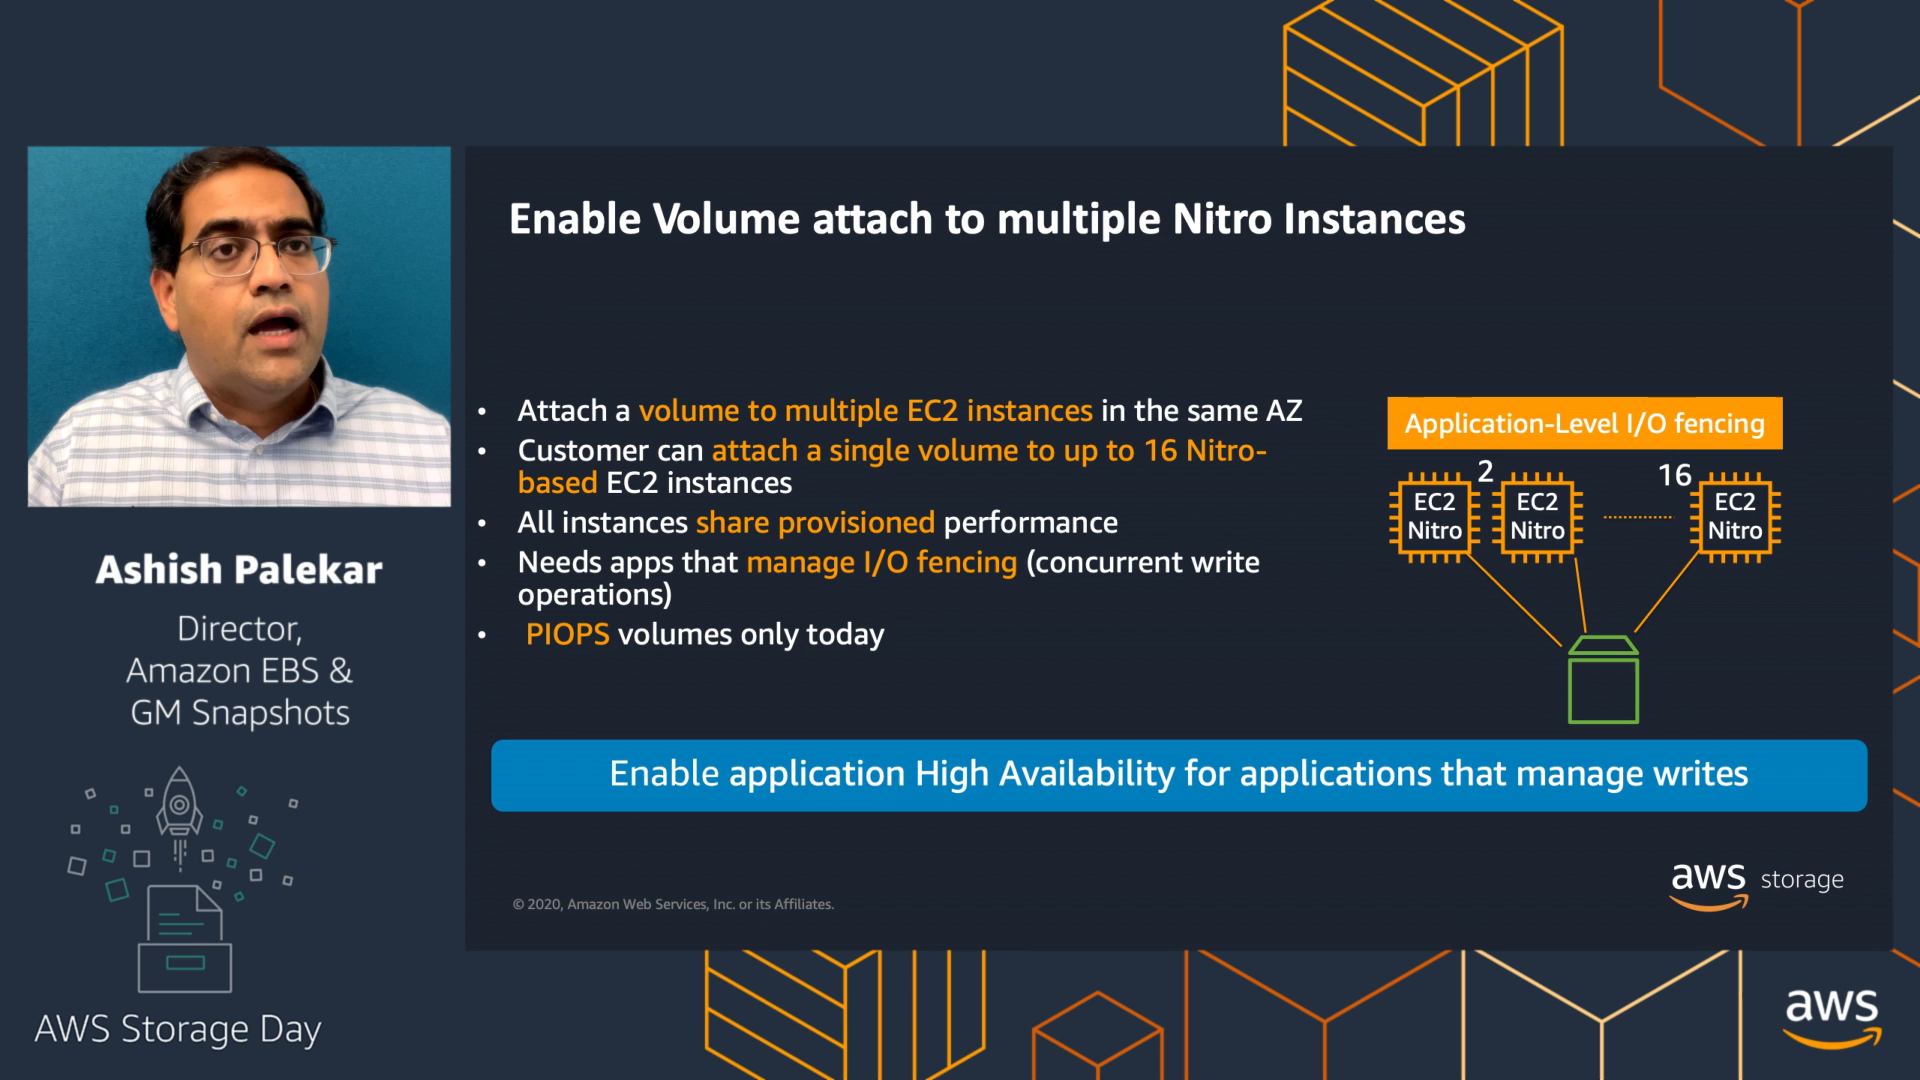 Enable Volume attach to multiple Nitro Instances
• Attach a volume to multiple EC2 instances in the same AZ
• Customer can attach a single volume to up to 16 Nitro-
based EC2 instances
• All instances share provisioned performance
• Needs apps that manage I/O fencing (concurrent write
operations)
• PIOPS volumes only today
Application-Level I/O fencing
2
16
EC2
Nitro
EC2
Nitro
EC2
Nitro
Enable application High Availability for applications that manage writes
© 2020, Amazon Web Services, Inc. or its Affiliates.
aws storage
Ashish Palekar
Director,
Amazon EBS &
GM Snapshots
AWS Storage Day
aws